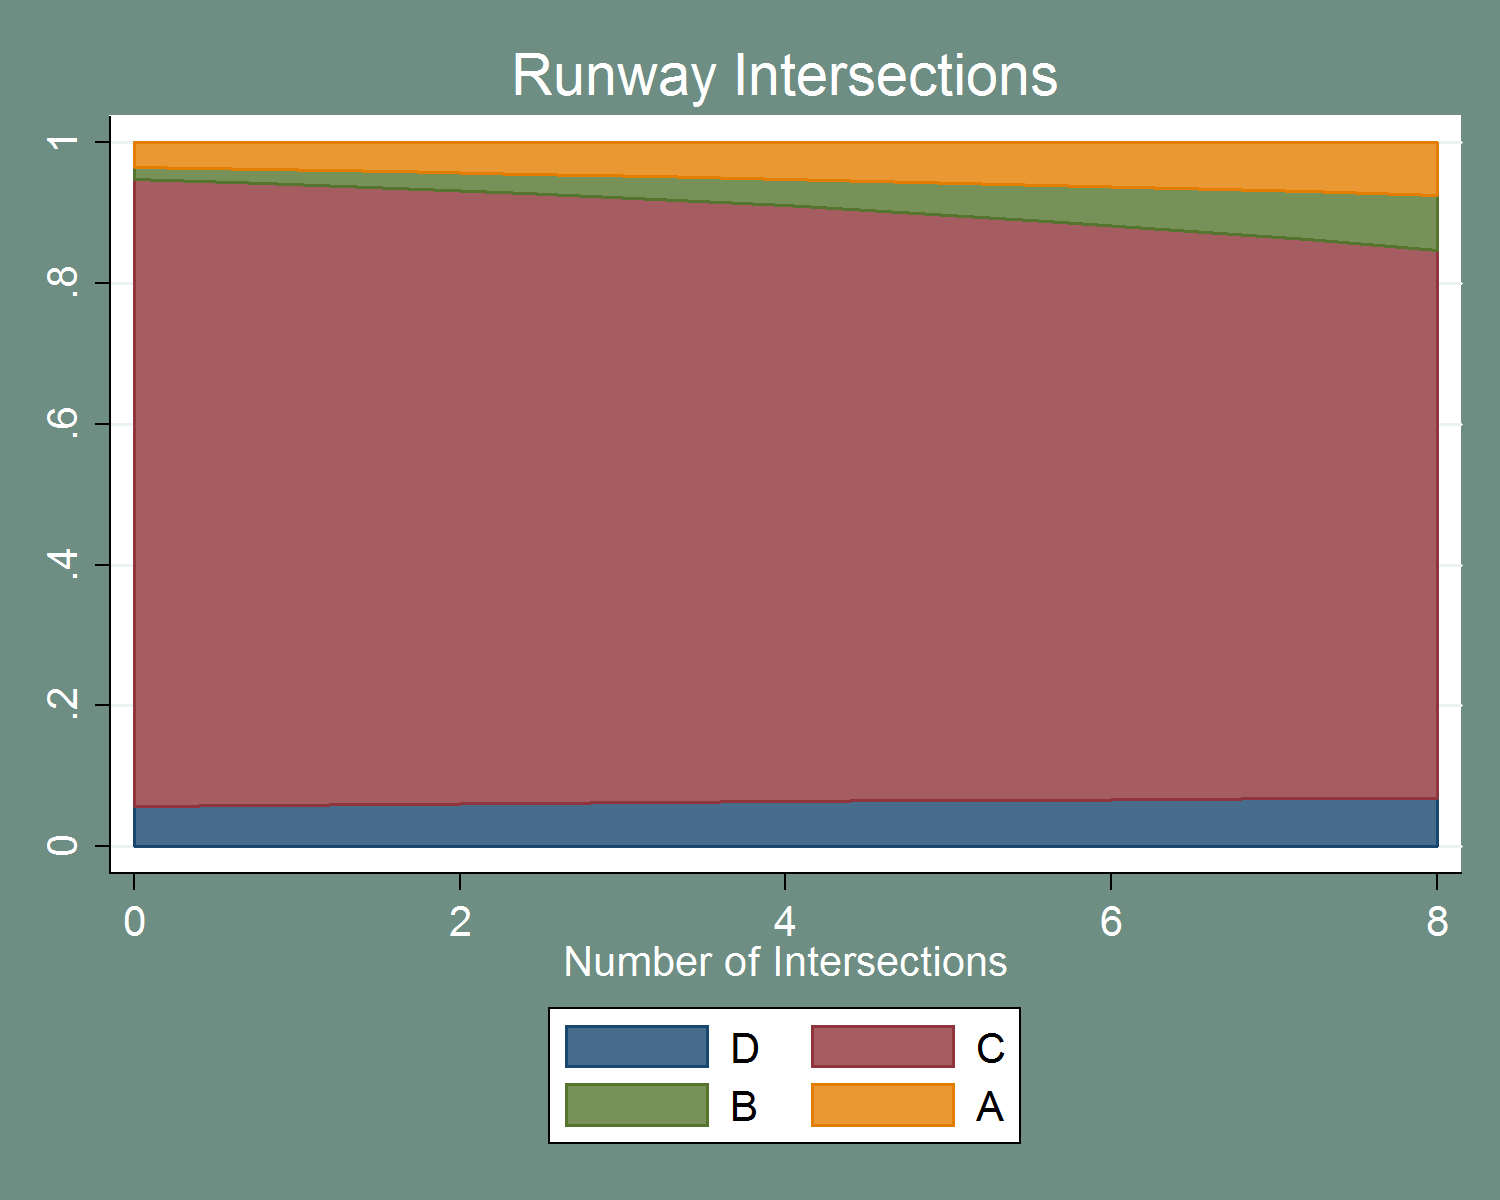 Runway Intersections
1
.8
.6
.4
.2
0
0 2 4 6 8
Number of Intersections
D C
B A